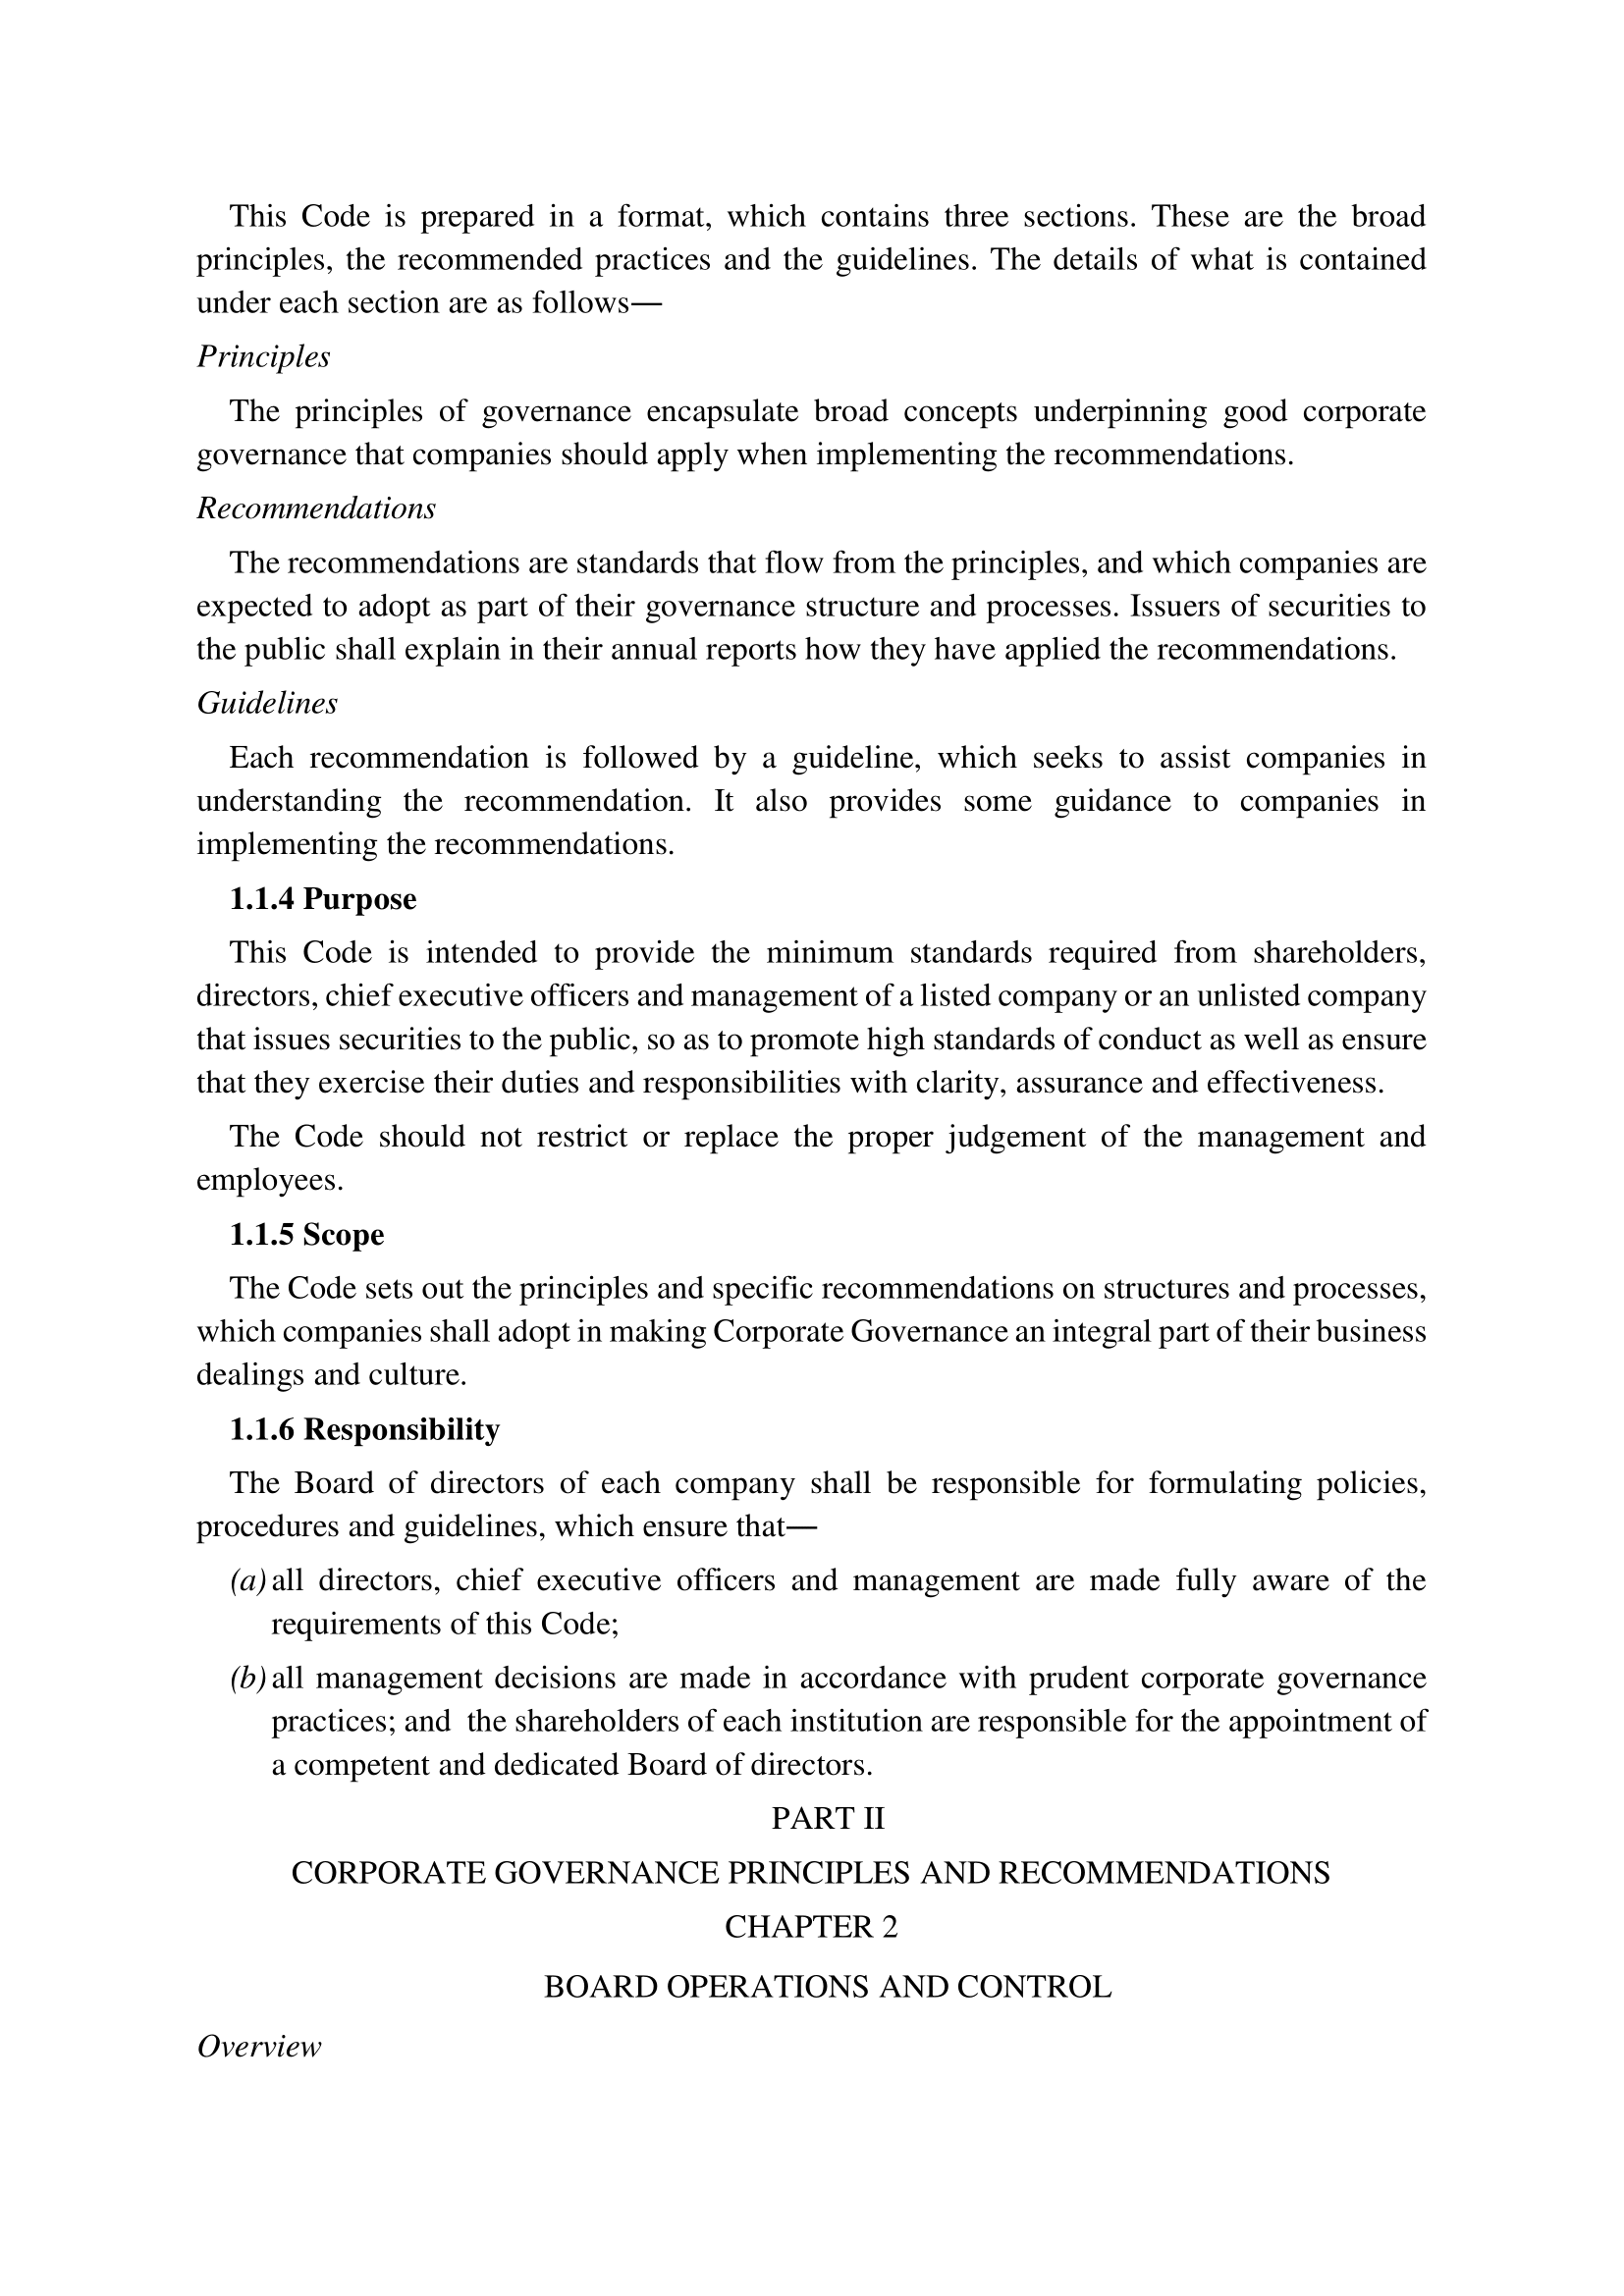 This Code is prepared in a format, which contains three sections. These are the broad
principles, the recommended practices and the guidelines. The details of what is contained
under each section are as follows—
Principles
The principles of governance encapsulate broad concepts underpinning good corporate
governance that companies should apply when implementing the recommendations.
Recommendations
The recommendations are standards that flow from the principles, and which companies are
expected to adopt as part of their governance structure and processes. Issuers of securities to
the public shall explain in their annual reports how they have applied the recommendations.
Guidelines
Each recommendation is followed by a guideline, which seeks to assist companies in
understanding the recommendation. It also provides some guidance to companies in
implementing the recommendations.
1.1.4 Purpose
This Code is intended to provide the minimum standards required from shareholders,
directors, chief executive officers and management of a listed company or an unlisted company
that issues securities to the public, so as to promote high standards of conduct as well as ensure
that they exercise their duties and responsibilities with clarity, assurance and effectiveness.
The Code should not restrict or replace the proper judgement of the management and
employees.
1.1.5 Scope
The Code sets out the principles and specific recommendations on structures and processes,
which companies shall adopt in making Corporate Governance an integral part of their business
dealings and culture.
1.1.6 Responsibility
The Board of directors of each company shall be responsible for formulating policies,
procedures and guidelines, which ensure that—
(a) all directors, chief executive officers and management are made fully aware of the
requirements of this Code;
(b) all management decisions are made in accordance with prudent corporate governance
practices; and the shareholders of each institution are responsible for the appointment of
a competent and dedicated Board of directors.
PART II
CORPORATE GOVERNANCE PRINCIPLES AND RECOMMENDATIONS
CHAPTER 2
BOARD OPERATIONS AND CONTROL
Overview